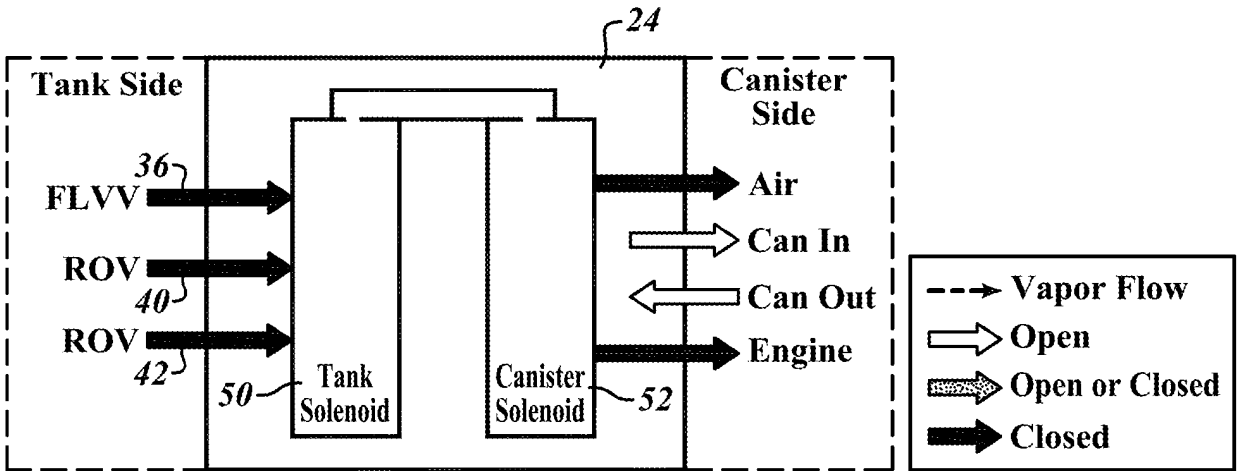 24
Tank Side
Canister
Side
36
FLVV
ROV
40
ROV
42
50
Tank
Solenoid
Canister
Solenoid
52
Air
Can In
Can Out
Engine
Vapor Flow
Open
Open or Closed
Closed